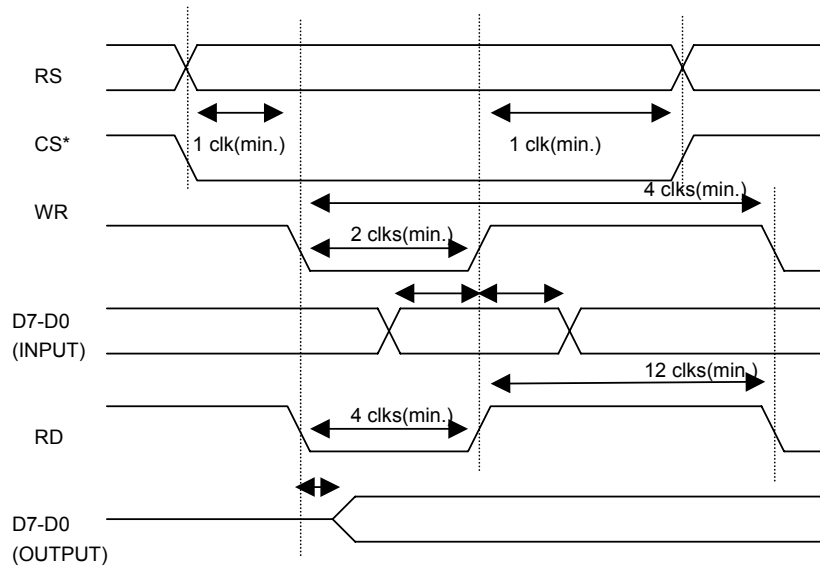 RS
CS*
1 clk(min.)
1 clk(min.)
4 clks(min.)
WR
2 clks(min.)
D7-D0
(INPUT)
12 clks(min.)
4 clks(min.)
RD
D7-D0
(OUTPUT)